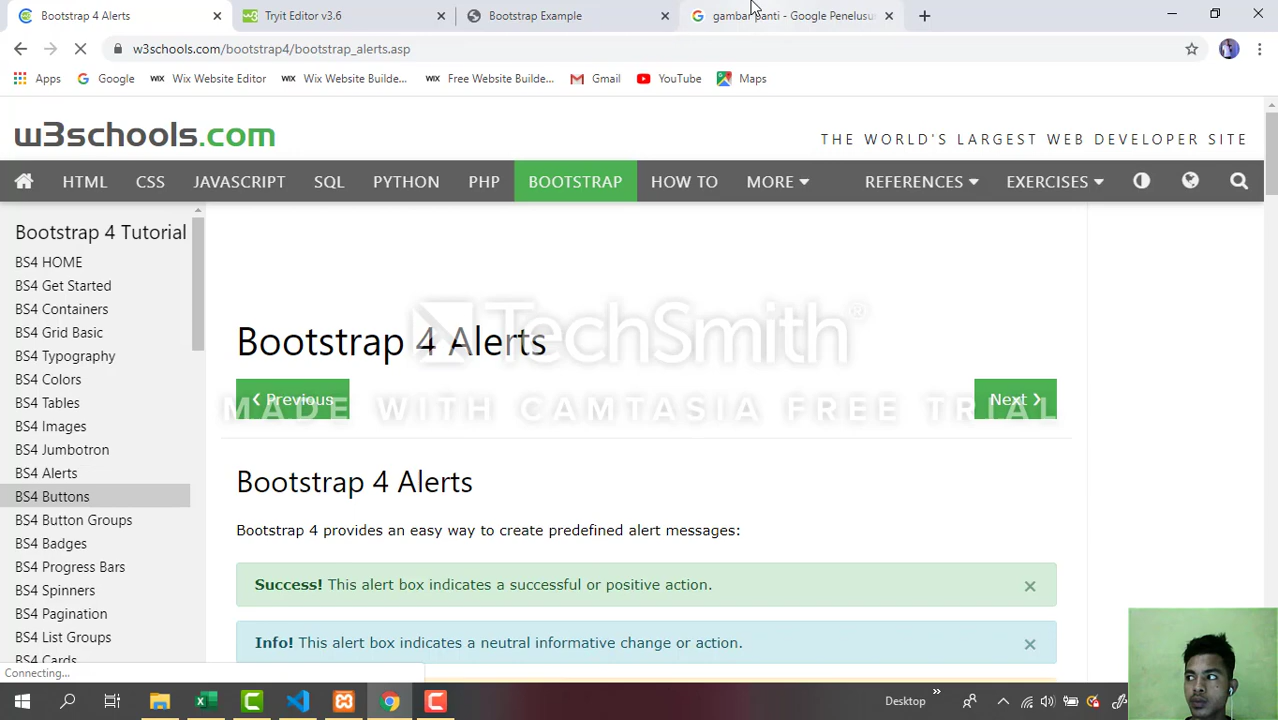 Bootstrap 4 Alerts
Tryit Editor v3.6
Bootstrap Example
gambar panti - Google Penelusu
w3schools.com/bootstrap4/bootstrap_alerts.asp
Apps
Google
Wix Website Editor
Wix Website Builde...
Free Website Builde...
Gmail
YouTube
Maps
w3schools.com
THE WORLD'S LARGEST WEB DEVELOPER SITE
HTML
CSS
JAVASCRIPT
SQL
PYTHON
PHP
BOOTSTRAP
HOW TO
MORE
REFERENCES
EXERCISES
Bootstrap 4 Tutorial
BS4 HOME
BS4 Get Started
BS4 Containers
BS4 Grid Basic
BS4 Typography
BS4 Colors
BS4 Tables
BS4 Images
BS4 Jumbotron
BS4 Alerts
BS4 Buttons
BS4 Button Groups
BS4 Badges
BS4 Progress Bars
BS4 Spinners
BS4 Pagination
BS4 List Groups
BS4 Cards
Bootstrap 4 Alerts
❮ Previous
Next ❯
TechSmith®
MADE WITH CAMTASIA FREE TRIAL
Bootstrap 4 Alerts
Bootstrap 4 provides an easy way to create predefined alert messages:
Success! This alert box indicates a successful or positive action.
Info! This alert box indicates a neutral informative change or action.
Connecting...
Desktop